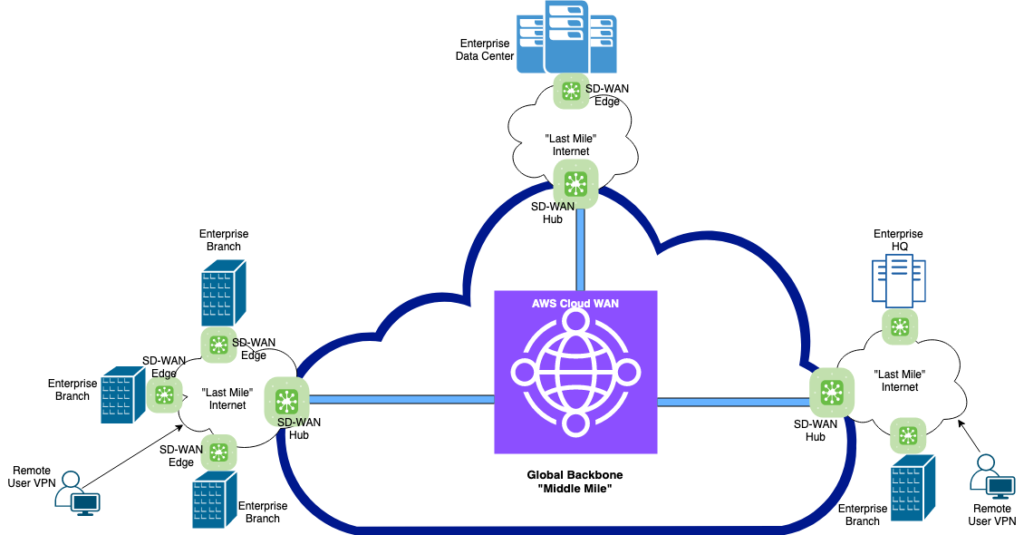 Enterprise
Data Center
SD-WAN
Edge
"Last Mile"
Internet
SD-WAN
Hub
Enterprise
Branch
Enterprise
HQ
AWS Cloud WAN
SD-WAN
Edge
SD-WAN
Edge
Enterprise
Branch
"Last Mile"
Internet
"Last Mile"
Internet
SD-WAN
Hub
SD-WAN
Hub
SD-WAN
Edge
Remote
User VPN
Global Backbone
"Middle Mile"
Enterprise
Branch
Enterprise
Branch
Remote
User VPN